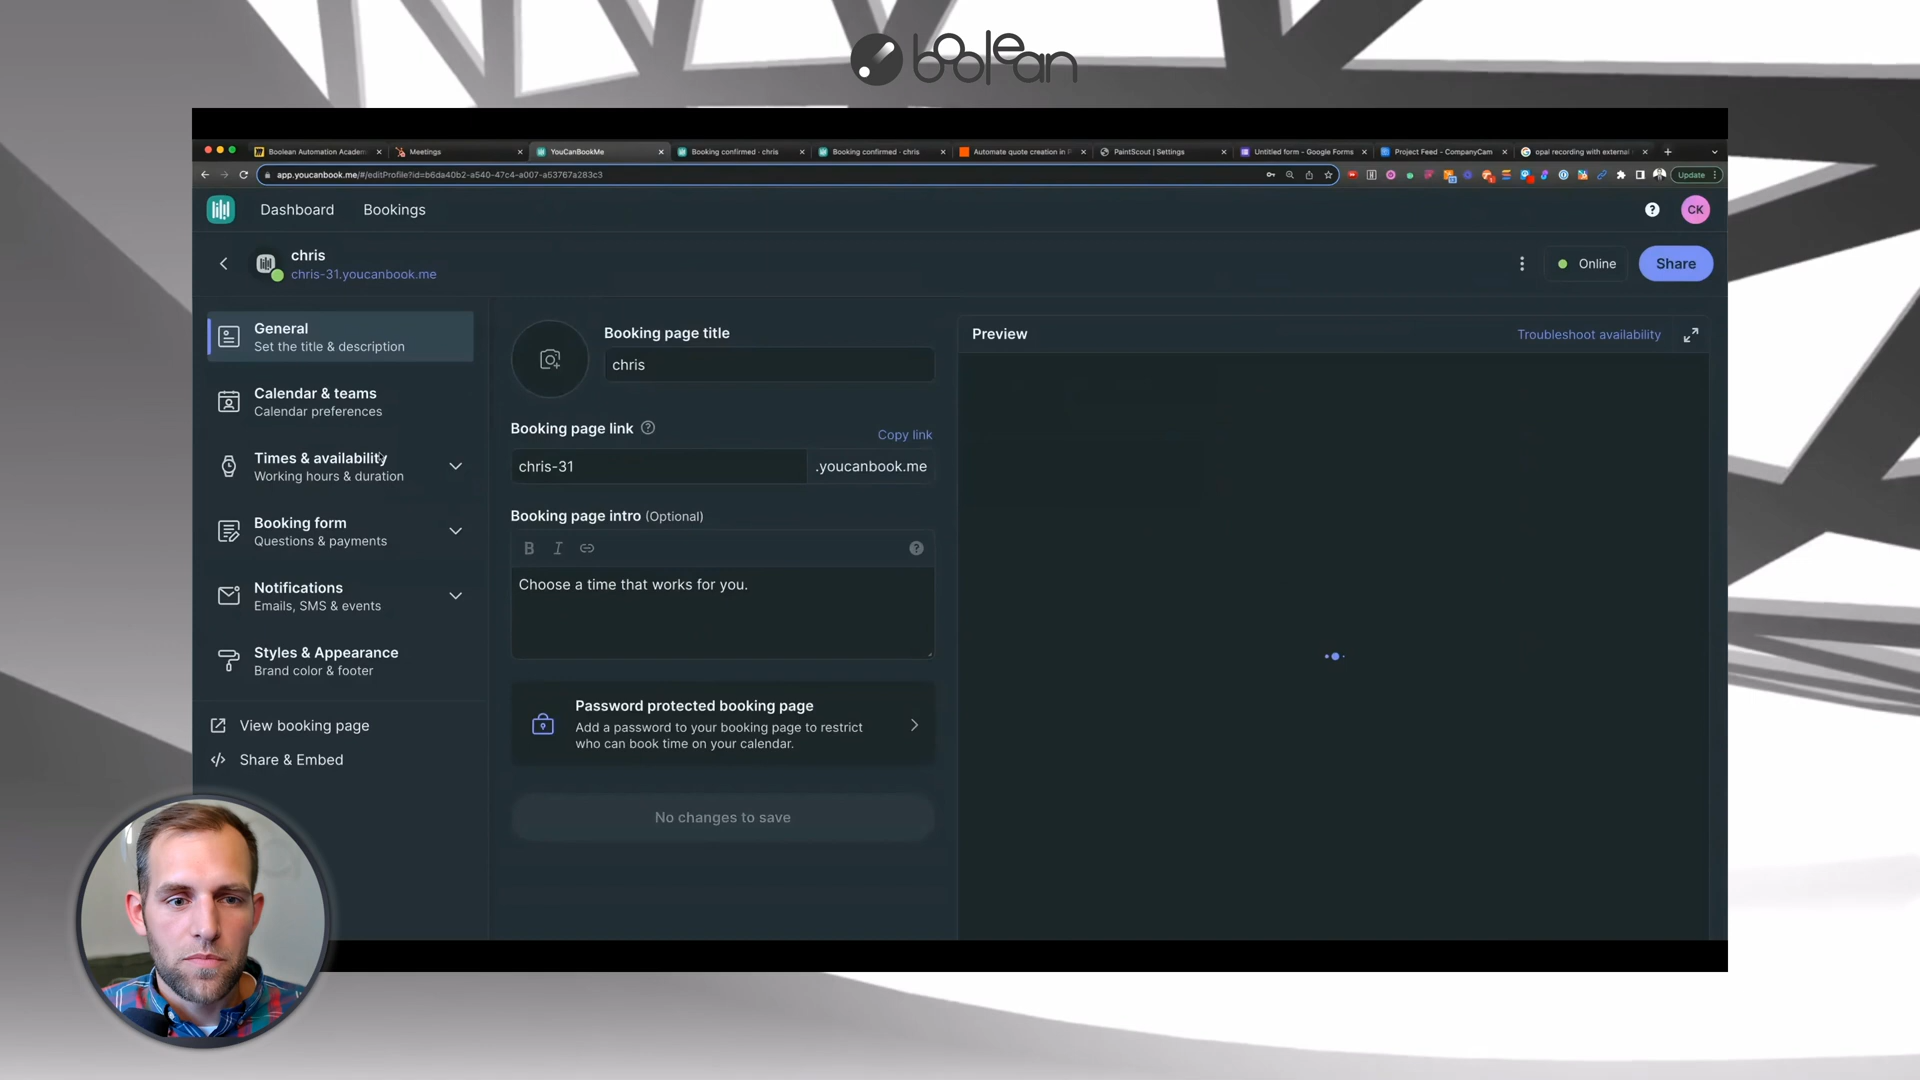 boolean
Boolean Automation Academ
Meetings
YouCanBookMe
Booking confirmed - chris
Booking confirmed - chris
Automate quote creation in P
PaintScout | Settings
Untitled form - Google Forms
Project Feed - CompanyCam
opal recording with external
app.youcanbook.me/#/editProfile?id=b6da40b2-a540-47c4-a007-a53767a283c3
Update
Dashboard
Bookings
CK
chris
chris-31.youcanbook.me
Online
Share
General
Set the title & description
Calendar & teams
Calendar preferences
Times & availability
Working hours & duration
Booking form
Questions & payments
Notifications
Emails, SMS & events
Styles & Appearance
Brand color & footer
View booking page
Share & Embed
Booking page title
chris
Booking page link
Copy link
chris-31
.youcanbook.me
Booking page intro (Optional)
B I
Choose a time that works for you.
Password protected booking page
Add a password to your booking page to restrict
who can book time on your calendar.
No changes to save
Preview
Troubleshoot availability